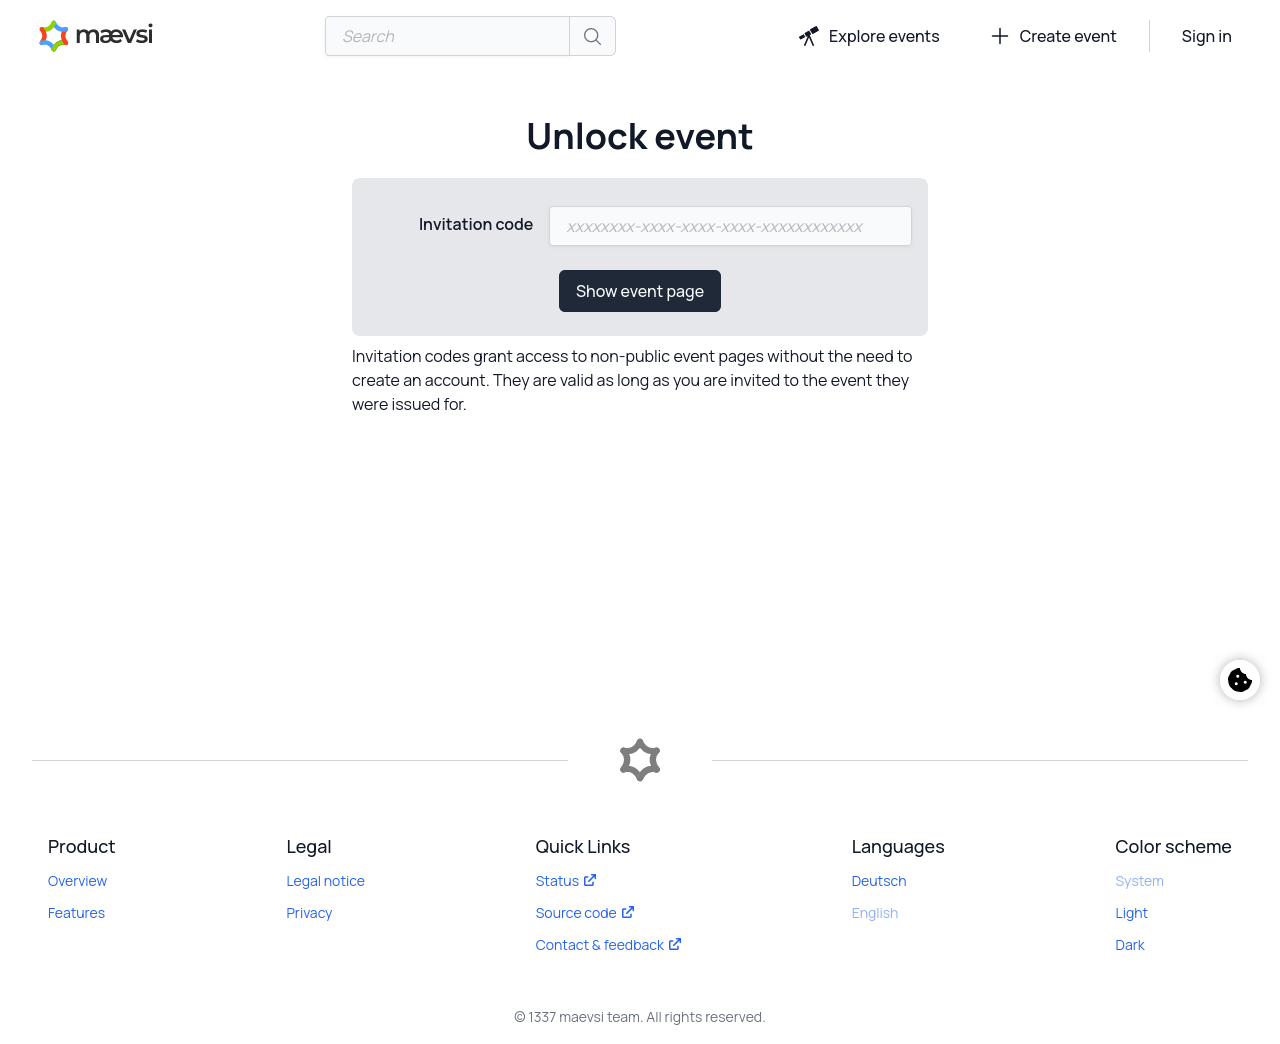 mævsi
Search
Explore events
Create event
Sign in
Unlock event
Invitation code
xxxxxxxx-xxxx-xxxx-xxxx-xxxxxxxxxxxx
Show event page
Invitation codes grant access to non-public event pages without the need to
create an account. They are valid as long as you are invited to the event they
were issued for.
Product
Overview
Features
Legal
Legal notice
Privacy
Quick Links
Status
Source code
Contact & feedback
Languages
Deutsch
English
Color scheme
System
Light
Dark
© 1337 maevsi team. All rights reserved.